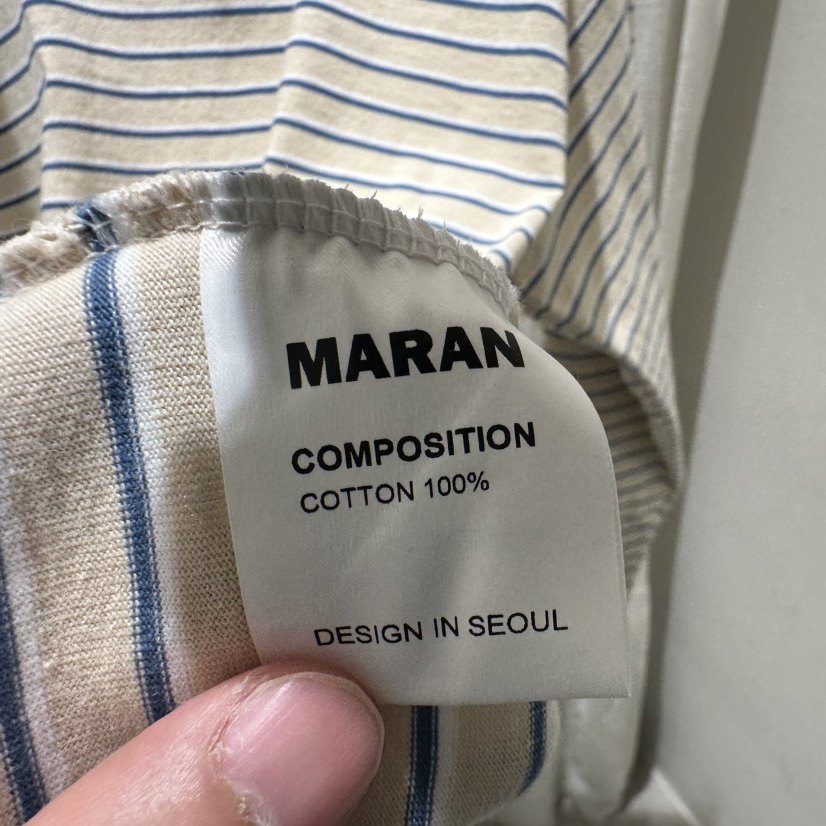 MARAN
COMPOSITION
COTTON 100%
DESIGN IN SEOUL